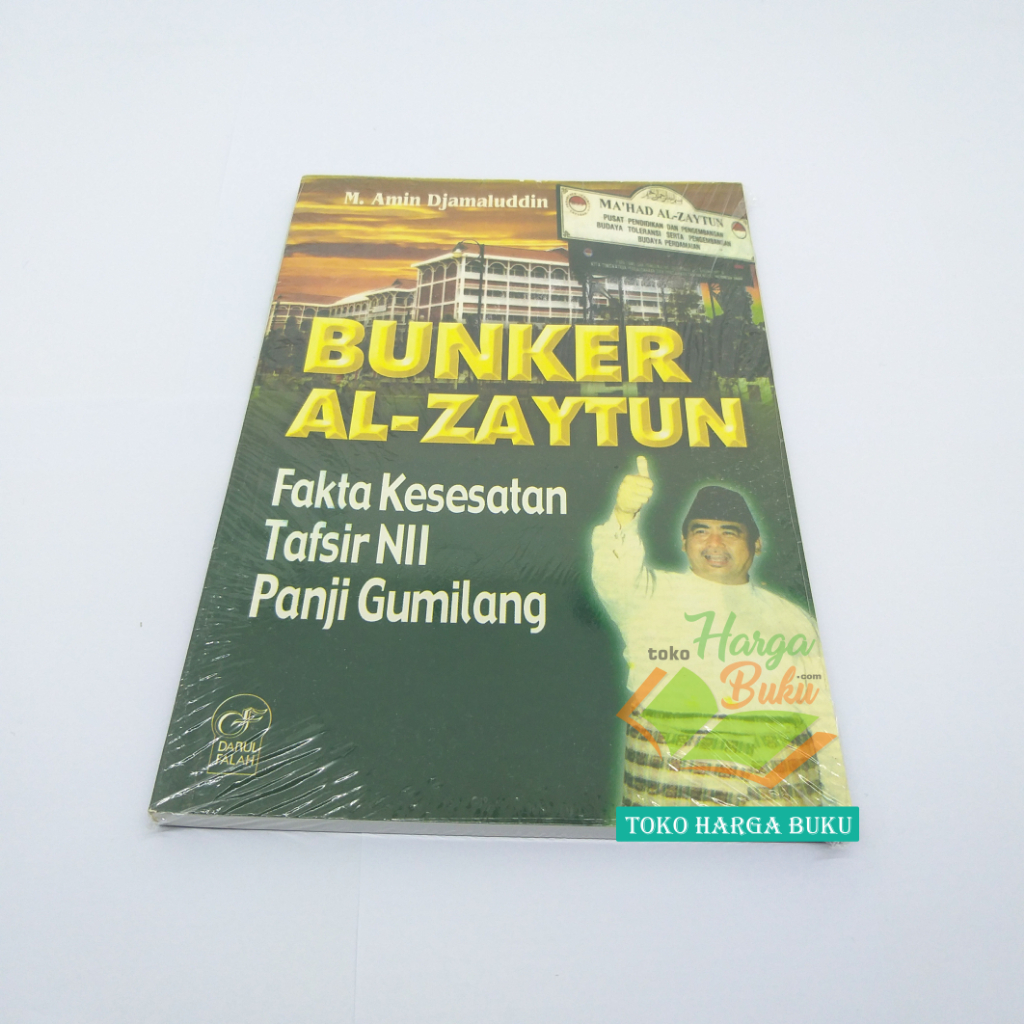 M. Amin Djamaluddin
MA'HAD AL-ZAYTUN
PUSAT PENDIDIKAN DAN PENGEMBANGAN
BUDAYA TOLERANSI SERTA PENGEMBANGAN
BUDAYA PERDAMAIAN
BUNKER
AL-ZAYTUN
Fakta Kesesatan
Tafsir NII
Panji Gumilang
toko Harga
Buku.com
DARUL
FALAH
TOKO HARGA BUKU